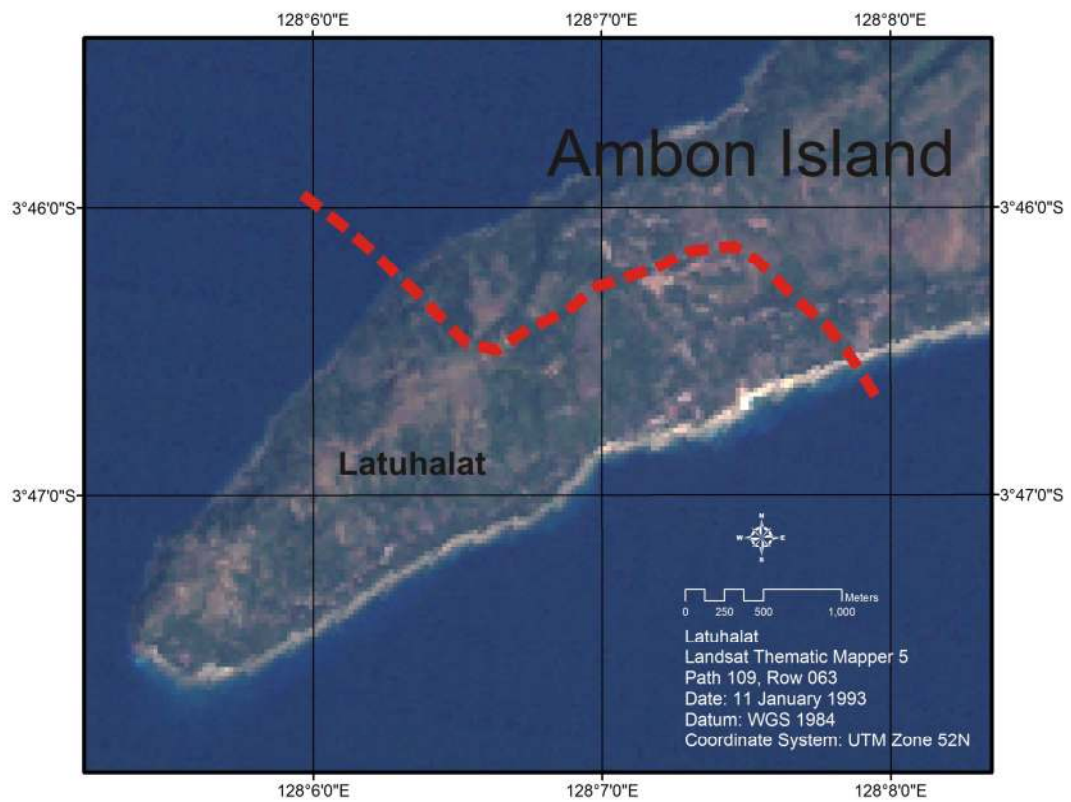 128°6'0"E 128°7'0"E 128°8'0"E
Ambon Island
3°46'0"S 3°46'0"S
Latuhalat
3°47'0"S 3°47'0"S
N
W E
S
Meters
0 250 500 1,000
Latuhalat
Landsat Thematic Mapper 5
Path 109, Row 063
Date: 11 January 1993
Datum: WGS 1984
Coordinate System: UTM Zone 52N
128°6'0"E 128°7'0"E 128°8'0"E